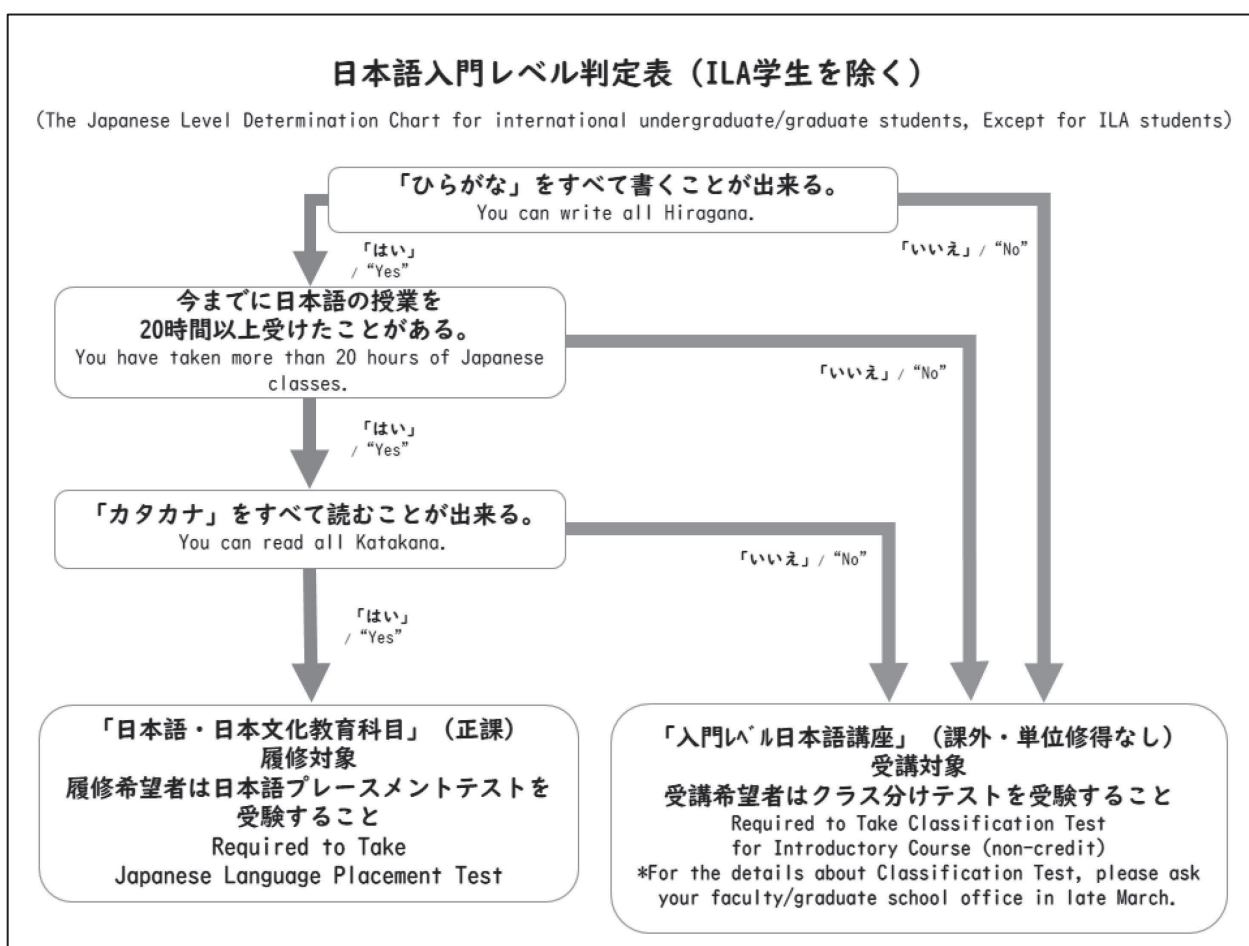 日本語入門レベル判定表（ILA学生を除く）
(The Japanese Level Determination Chart for international undergraduate/graduate students, Except for ILA students)
「ひらがな」をすべて書くことが出来る。
You can write all Hiragana.
「はい」
/ “Yes”
「いいえ」/ “No”
今までに日本語の授業を
20時間以上受けたことがある。
You have taken more than 20 hours of Japanese
classes.
「いいえ」/ “No”
「はい」
/ “Yes”
「カタカナ」をすべて読むことが出来る。
You can read all Katakana.
「いいえ」/ “No”
「はい」
/ “Yes”
「日本語・日本文化教育科目」（正課）
履修対象
履修希望者は日本語プレースメントテストを
受験すること
Required to Take
Japanese Language Placement Test
「入門ﾚﾍﾞﾙ日本語講座」（課外・単位修得なし）
受講対象
受講希望者はクラス分けテストを受験すること
Required to Take Classification Test
for Introductory Course (non-credit)
*For the details about Classification Test, please ask
your faculty/graduate school office in late March.